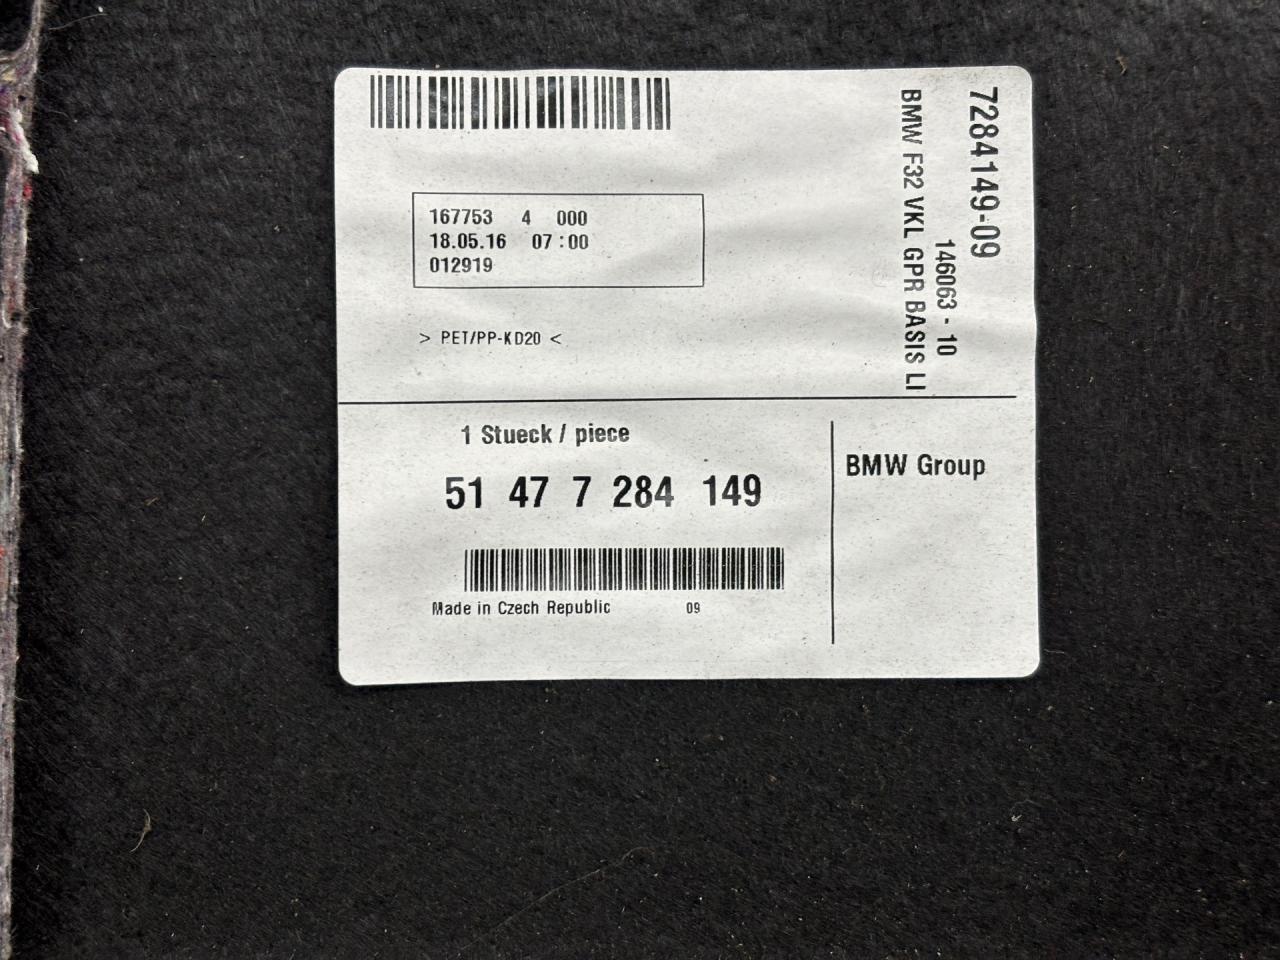 167753 4 000
18.05.16 07:00
012919
> PET/PP-KD20 <
7284149-09
146063 - 10
BMW F32 VKL GPR BASIS LI
1 Stueck / piece
51 47 7 284 149
Made in Czech Republic 09
BMW Group